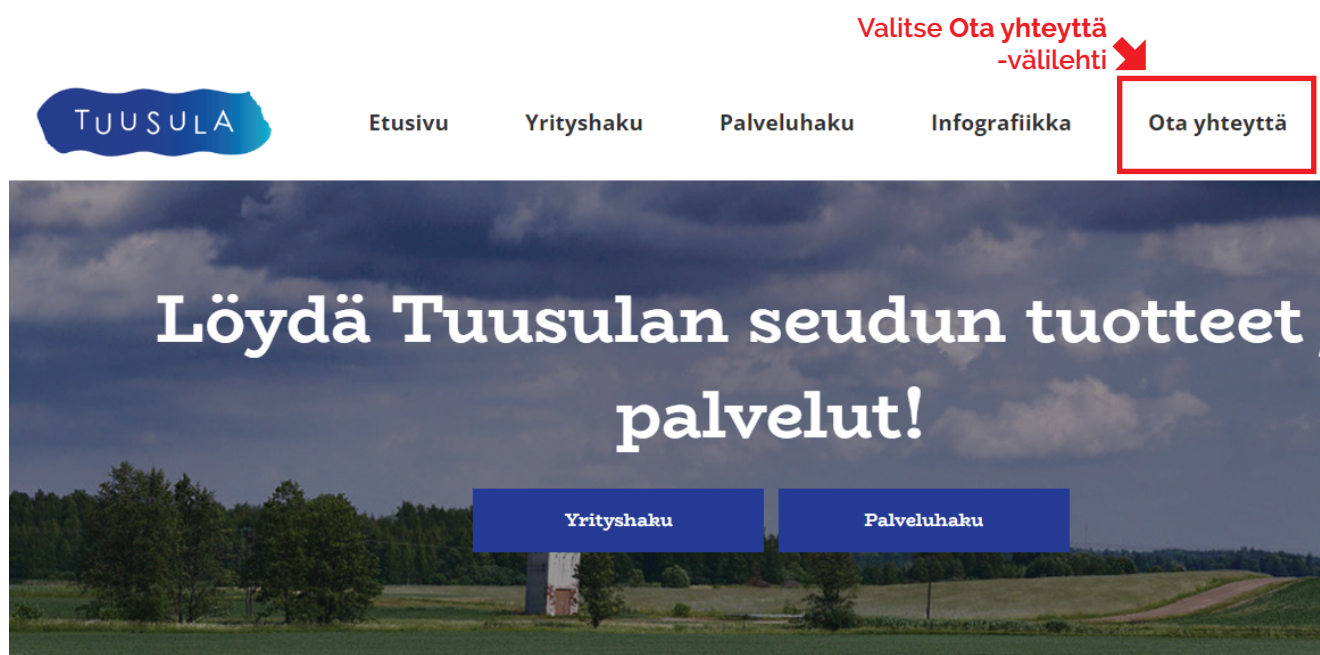 Valitse Ota yhteyttä
-välilehti
TUUSULA
Etusivu Yrityshaku Palveluhaku Infografiikka Ota yhteyttä
Löydä Tuusulan seudun tuotteet
palvelut!
Yrityshaku Palveluhaku